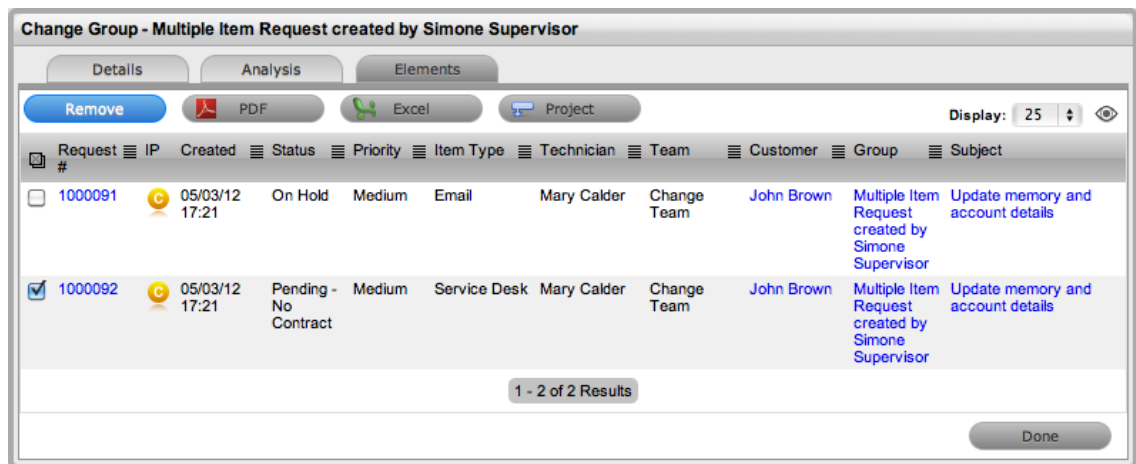 Change Group - Multiple Item Request created by Simone Supervisor
Details Analysis Elements
Remove PDF Excel Project Display: 25
Request # IP Created Status Priority Item Type Technician Team Customer Group Subject
1000091 C 05/03/12 On Hold Medium Email Mary Calder Change John Brown Multiple Item Update memory and
17:21 Team Request account details
created by
Simone
Supervisor
1000092 C 05/03/12 Pending - Medium Service Desk Mary Calder Change John Brown Multiple Item Update memory and
17:21 No Team Request account details
Contract created by
Simone
Supervisor
1 - 2 of 2 Results
Done